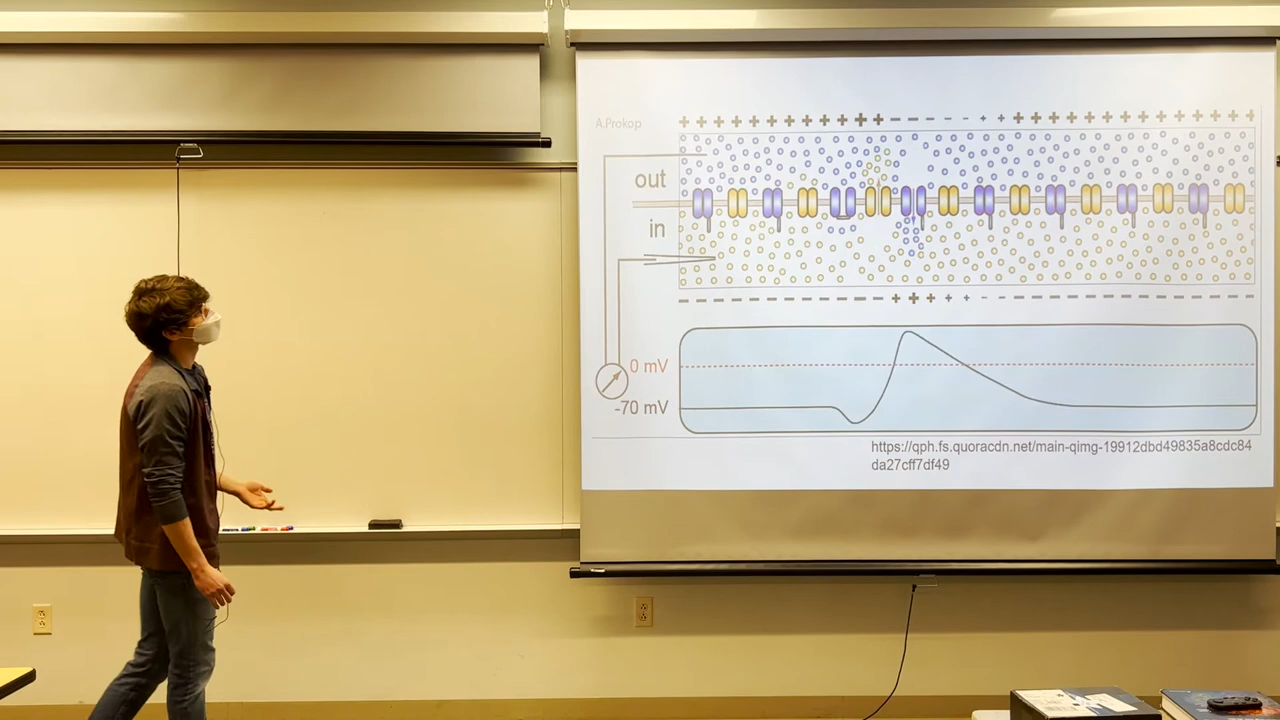 A.Prokop
out
in
0 mV
-70 mV
https://qph.fs.quoracdn.net/main-qimg-19912dbd49835a8cdc84
da27cff7df49